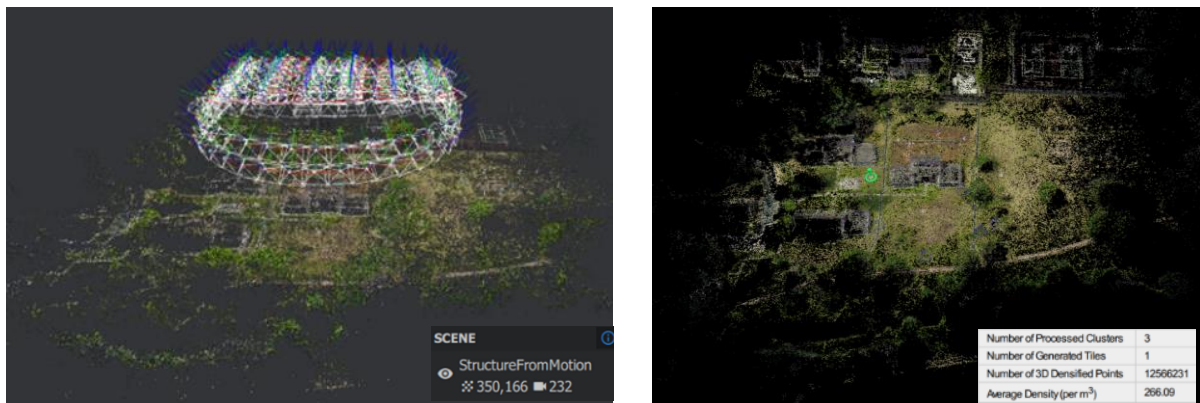 SCENE
StructureFromMotion
350,166 232
Number of Processed Clusters 3
Number of Generated Tiles 1
Number of 3D Densified Points 12566231
Average Density (per m³) 266.09